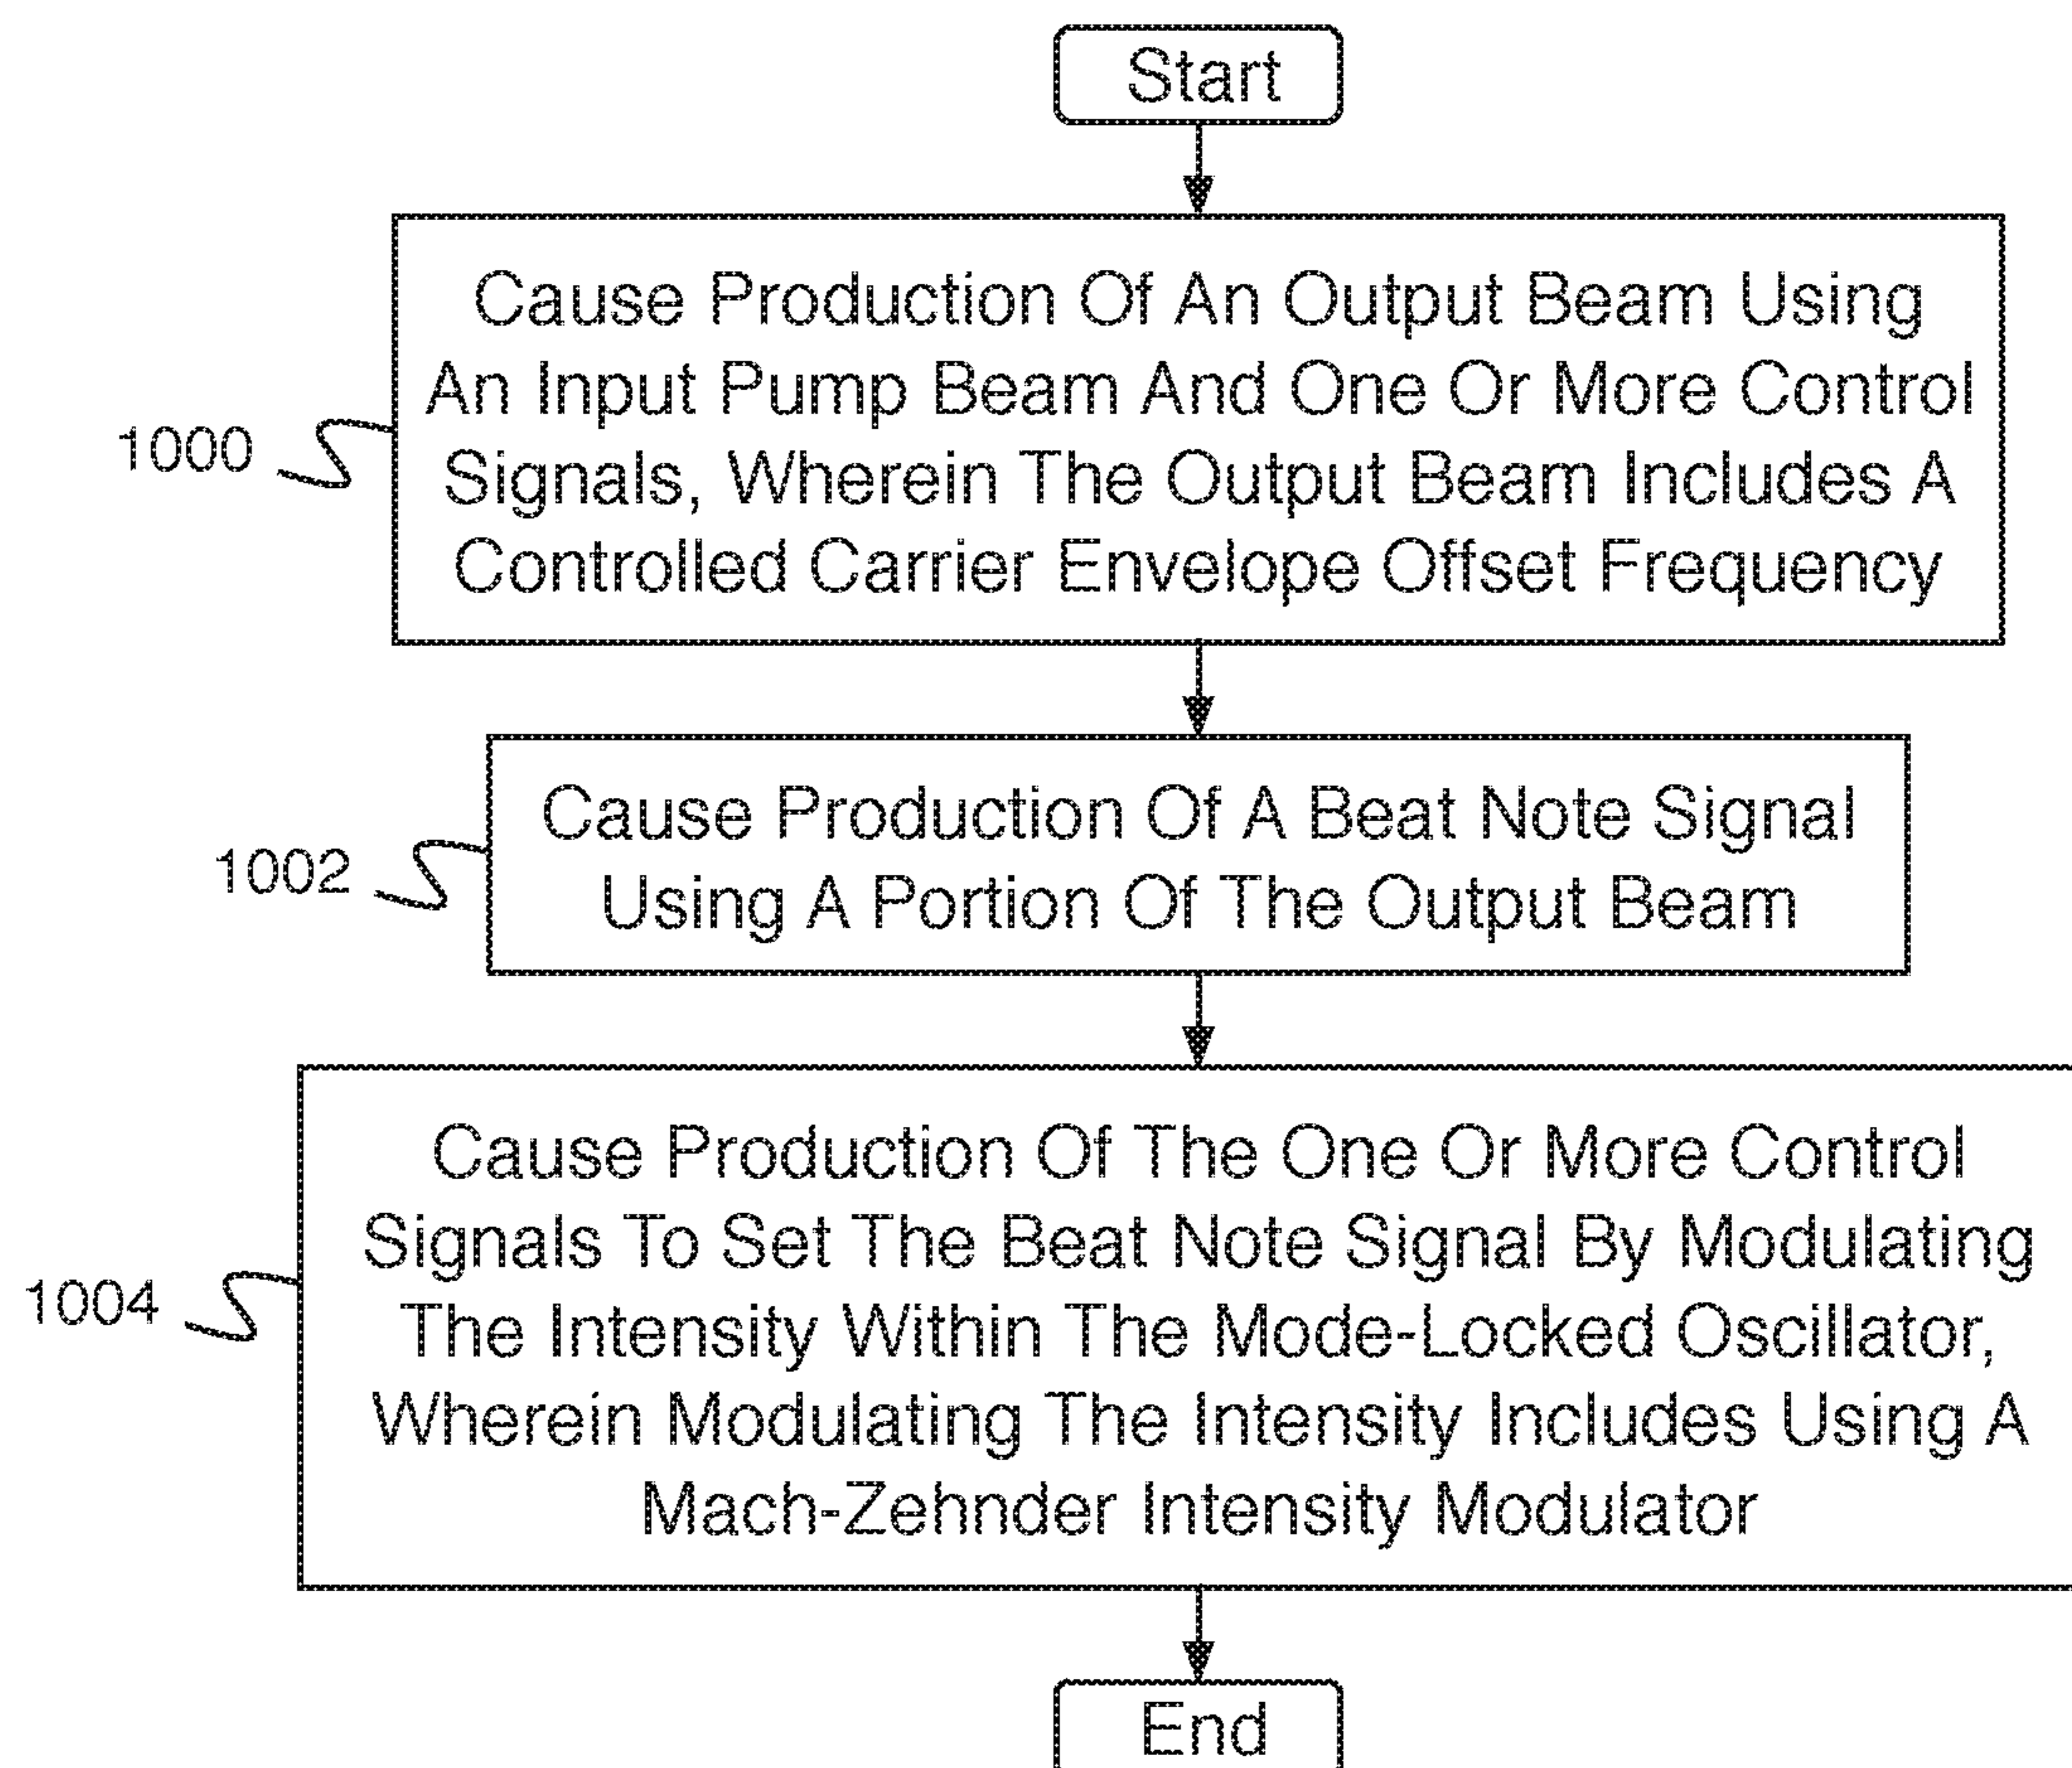 Start
Cause Production Of An Output Beam Using
An Input Pump Beam And One Or More Control
Signals, Wherein The Output Beam Includes A
Controlled Carrier Envelope Offset Frequency
1000
Cause Production Of A Beat Note Signal
Using A Portion Of The Output Beam
1002
Cause Production Of The One Or More Control
Signals To Set The Beat Note Signal By Modulating
The Intensity Within The Mode-Locked Oscillator,
Wherein Modulating The Intensity Includes Using A
Mach-Zehnder Intensity Modulator
1004
End